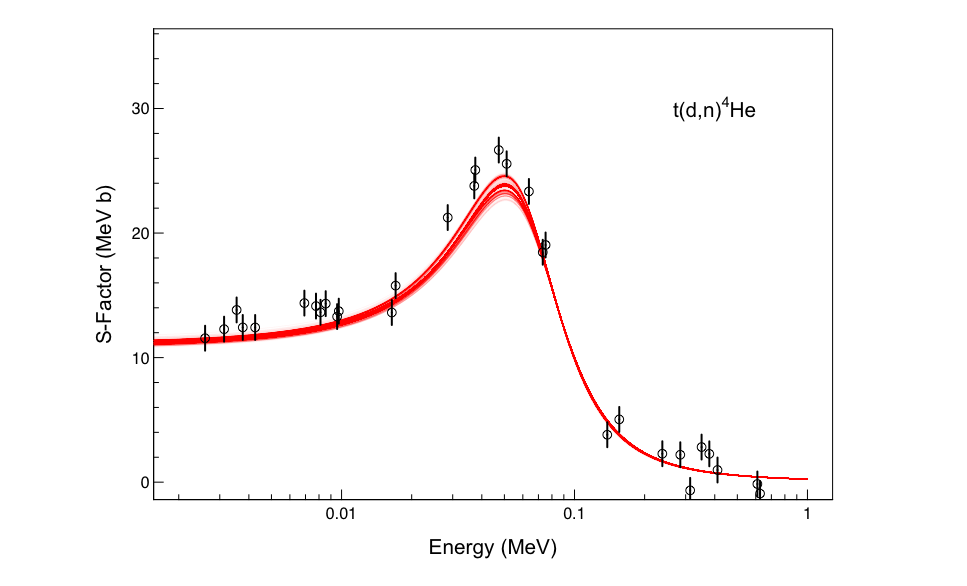 30
20
10
0
S-Factor (MeV b)
t(d,n)⁴He
0.01
0.1
1
Energy (MeV)